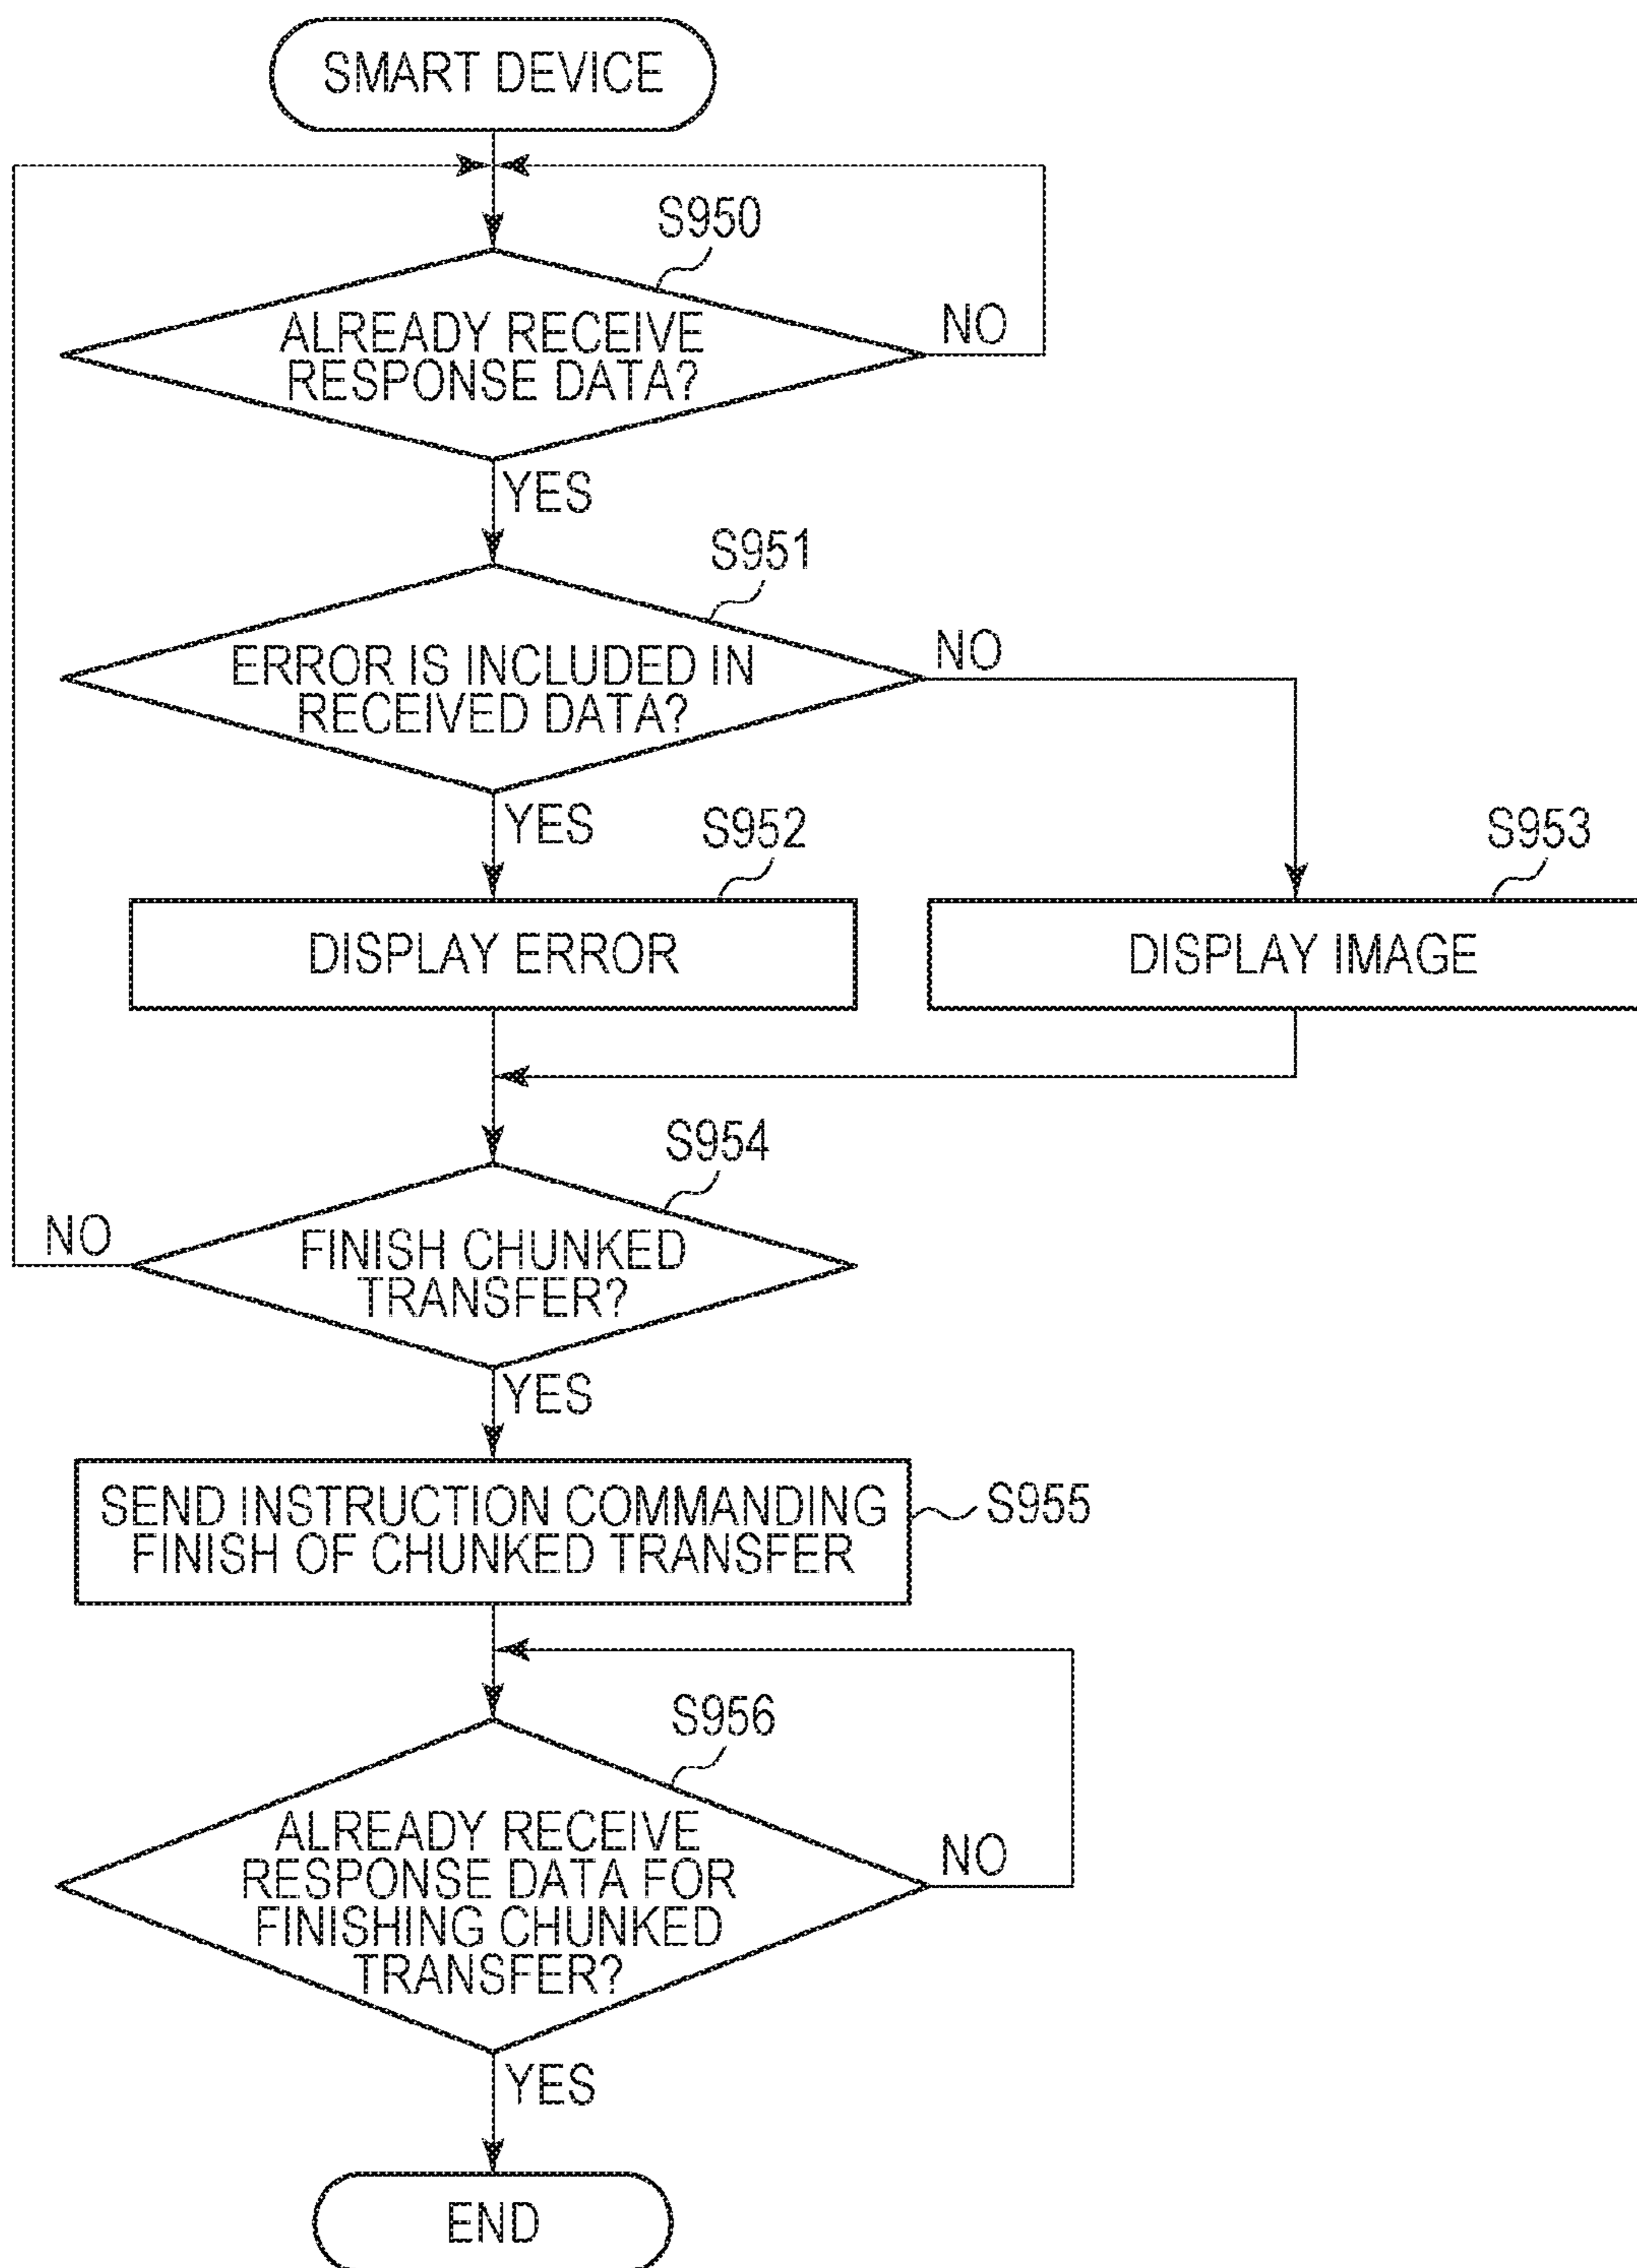 SMART DEVICE
S950
ALREADY RECEIVE
RESPONSE DATA?
NO
YES
S951
ERROR IS INCLUDED IN
RECEIVED DATA?
NO
YES
S952
S953
DISPLAY ERROR
DISPLAY IMAGE
S954
NO
FINISH CHUNKED
TRANSFER?
YES
SEND INSTRUCTION COMMANDING
FINISH OF CHUNKED TRANSFER
S955
S956
ALREADY RECEIVE
RESPONSE DATA FOR
FINISHING CHUNKED
TRANSFER?
NO
YES
END